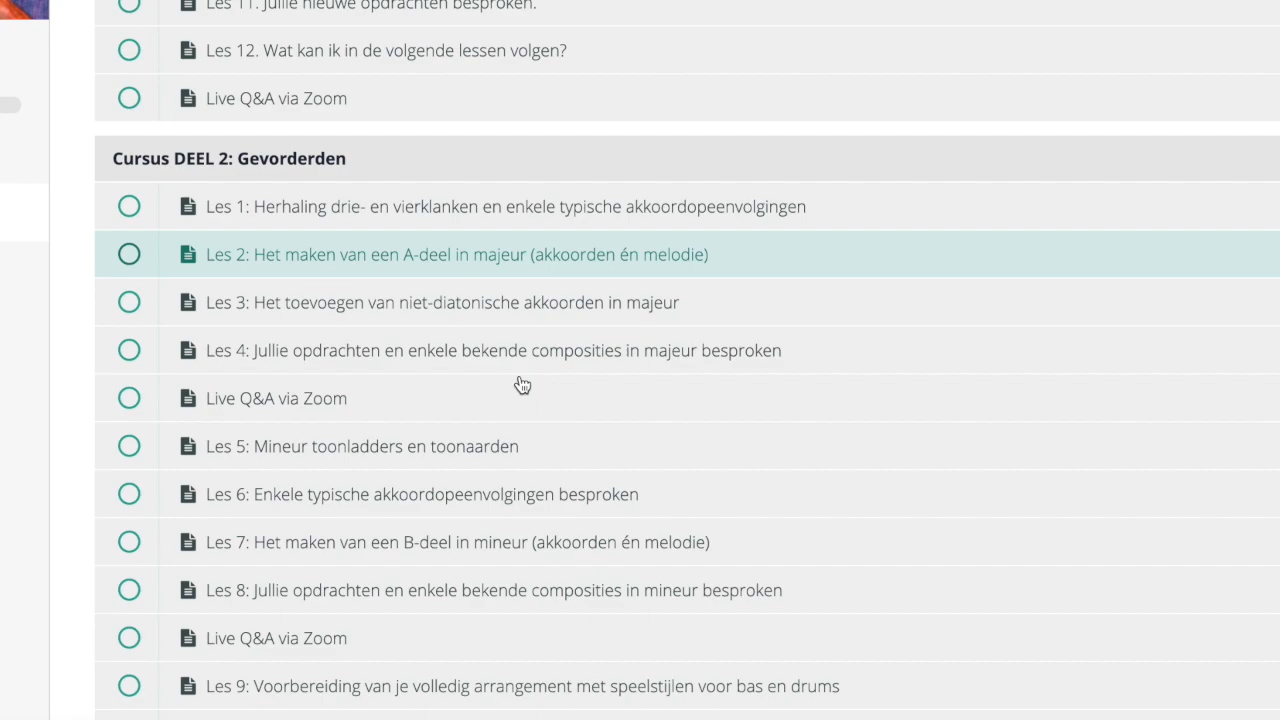 Les 11. Jullie nieuwe opdrachten besproken.
Les 12. Wat kan ik in de volgende lessen volgen?
Live Q&A via Zoom
Cursus DEEL 2: Gevorderden
Les 1: Herhaling drie- en vierklanken en enkele typische akkoordopeenvolgingen
Les 2: Het maken van een A-deel in majeur (akkoorden én melodie)
Les 3: Het toevoegen van niet-diatonische akkoorden in majeur
Les 4: Jullie opdrachten en enkele bekende composities in majeur besproken
Live Q&A via Zoom
Les 5: Mineur toonladders en toonaarden
Les 6: Enkele typische akkoordopeenvolgingen besproken
Les 7: Het maken van een B-deel in mineur (akkoorden én melodie)
Les 8: Jullie opdrachten en enkele bekende composities in mineur besproken
Live Q&A via Zoom
Les 9: Voorbereiding van je volledig arrangement met speelstijlen voor bas en drums